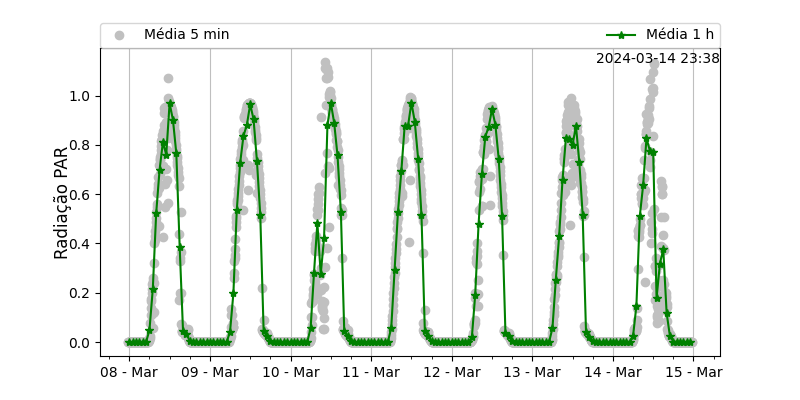 Média 5 min
Média 1 h
2024-03-14 23:38
Radiação PAR
1.0
0.8
0.6
0.4
0.2
0.0
08 - Mar
09 - Mar
10 - Mar
11 - Mar
12 - Mar
13 - Mar
14 - Mar
15 - Mar